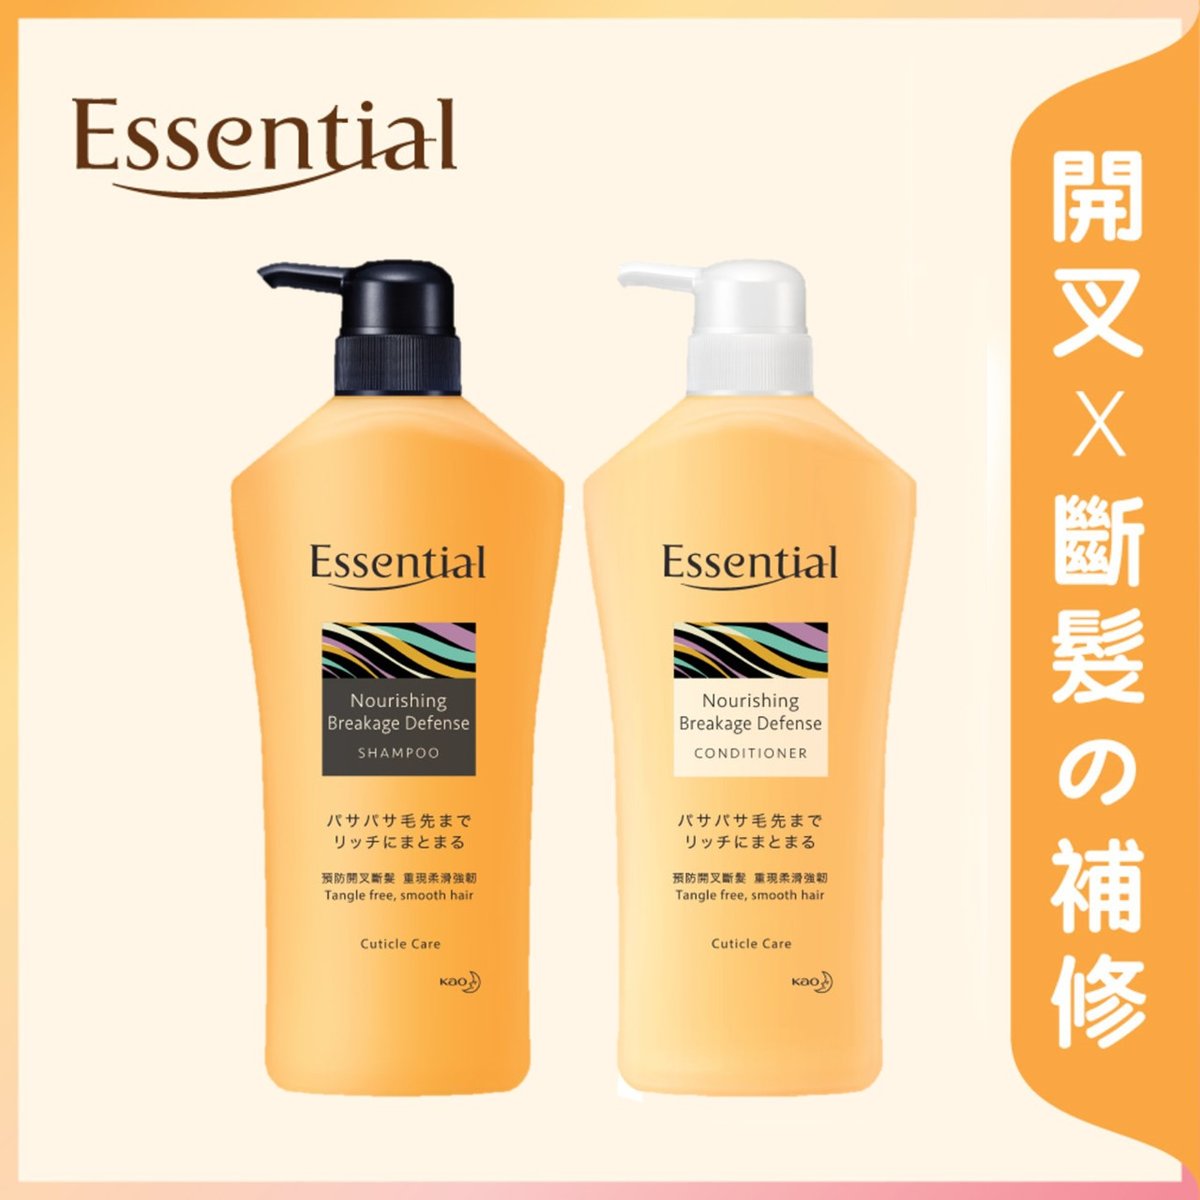 Essential
Essential
Nourishing
Breakage Defense
SHAMPOO
パサパサ毛先まで
リッチにまとまる
預防開叉斷髮 重現柔滑強韌
Tangle free, smooth hair
Cuticle Care
Kao
Essential
Nourishing
Breakage Defense
CONDITIONER
パサパサ毛先まで
リッチにまとまる
預防開叉斷髮 重現柔滑強韌
Tangle free, smooth hair
Cuticle Care
Kao
開叉X斷髮の補修